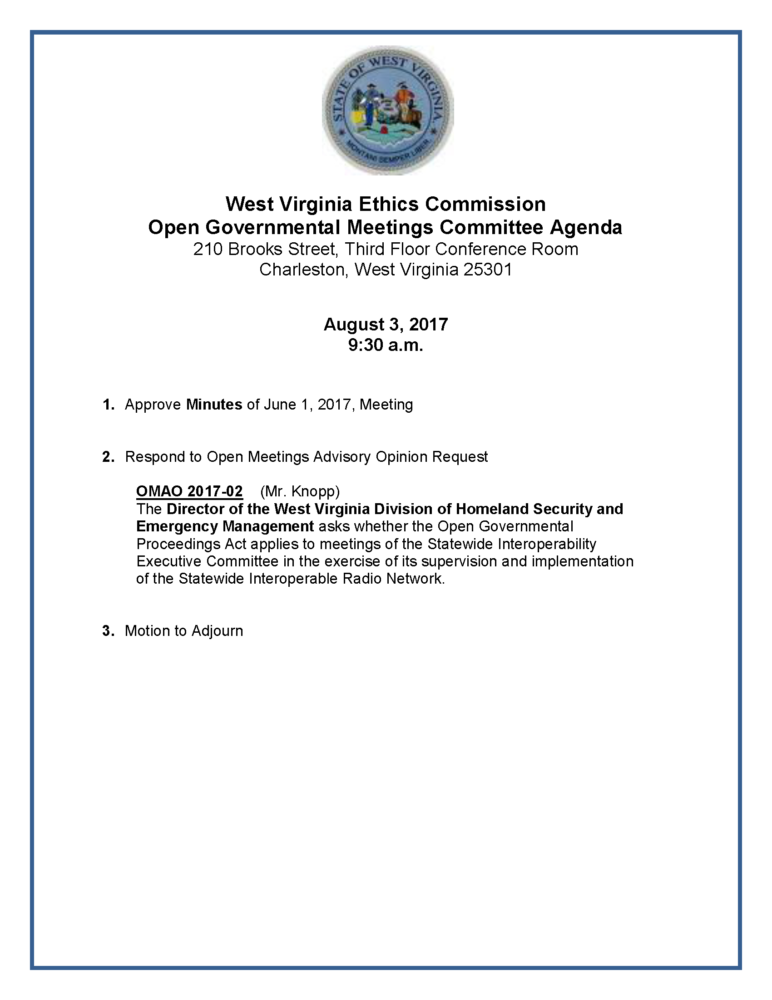 STATE OF WEST VIRGINIA
MONTANI SEMPER LIBERI
West Virginia Ethics Commission
Open Governmental Meetings Committee Agenda
210 Brooks Street, Third Floor Conference Room
Charleston, West Virginia 25301
August 3, 2017
9:30 a.m.
1. Approve Minutes of June 1, 2017, Meeting
2. Respond to Open Meetings Advisory Opinion Request
OMAO 2017-02 (Mr. Knopp)
The Director of the West Virginia Division of Homeland Security and
Emergency Management asks whether the Open Governmental
Proceedings Act applies to meetings of the Statewide Interoperability
Executive Committee in the exercise of its supervision and implementation
of the Statewide Interoperable Radio Network.
3. Motion to Adjourn